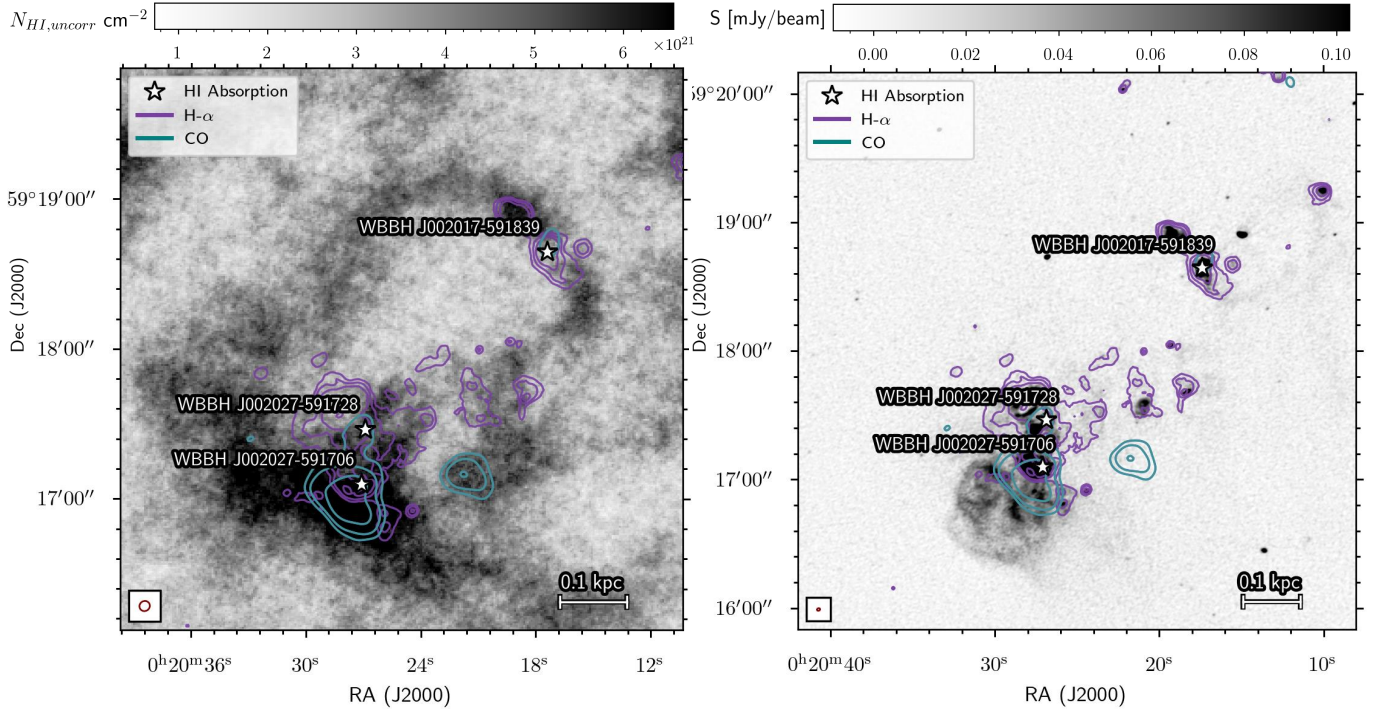 N_{HI,uncorr} cm⁻²
1 2 3 4 5 6 ×10²¹
HI Absorption
H-α
CO
WBBH J002017-591839
WBBH J002027-591728
WBBH J002027-591706
0.1 kpc
59°19′00″
18′00″
17′00″
Dec (J2000)
0ʰ20ᵐ36ˢ 30ˢ 24ˢ 18ˢ 12ˢ
RA (J2000)
S [mJy/beam]
0.00 0.02 0.04 0.06 0.08 0.10
HI Absorption
H-α
CO
WBBH J002017-591839
WBBH J002027-591728
WBBH J002027-591706
0.1 kpc
59°20′00″
19′00″
18′00″
17′00″
16′00″
Dec (J2000)
0ʰ20ᵐ40ˢ 30ˢ 20ˢ 10ˢ
RA (J2000)